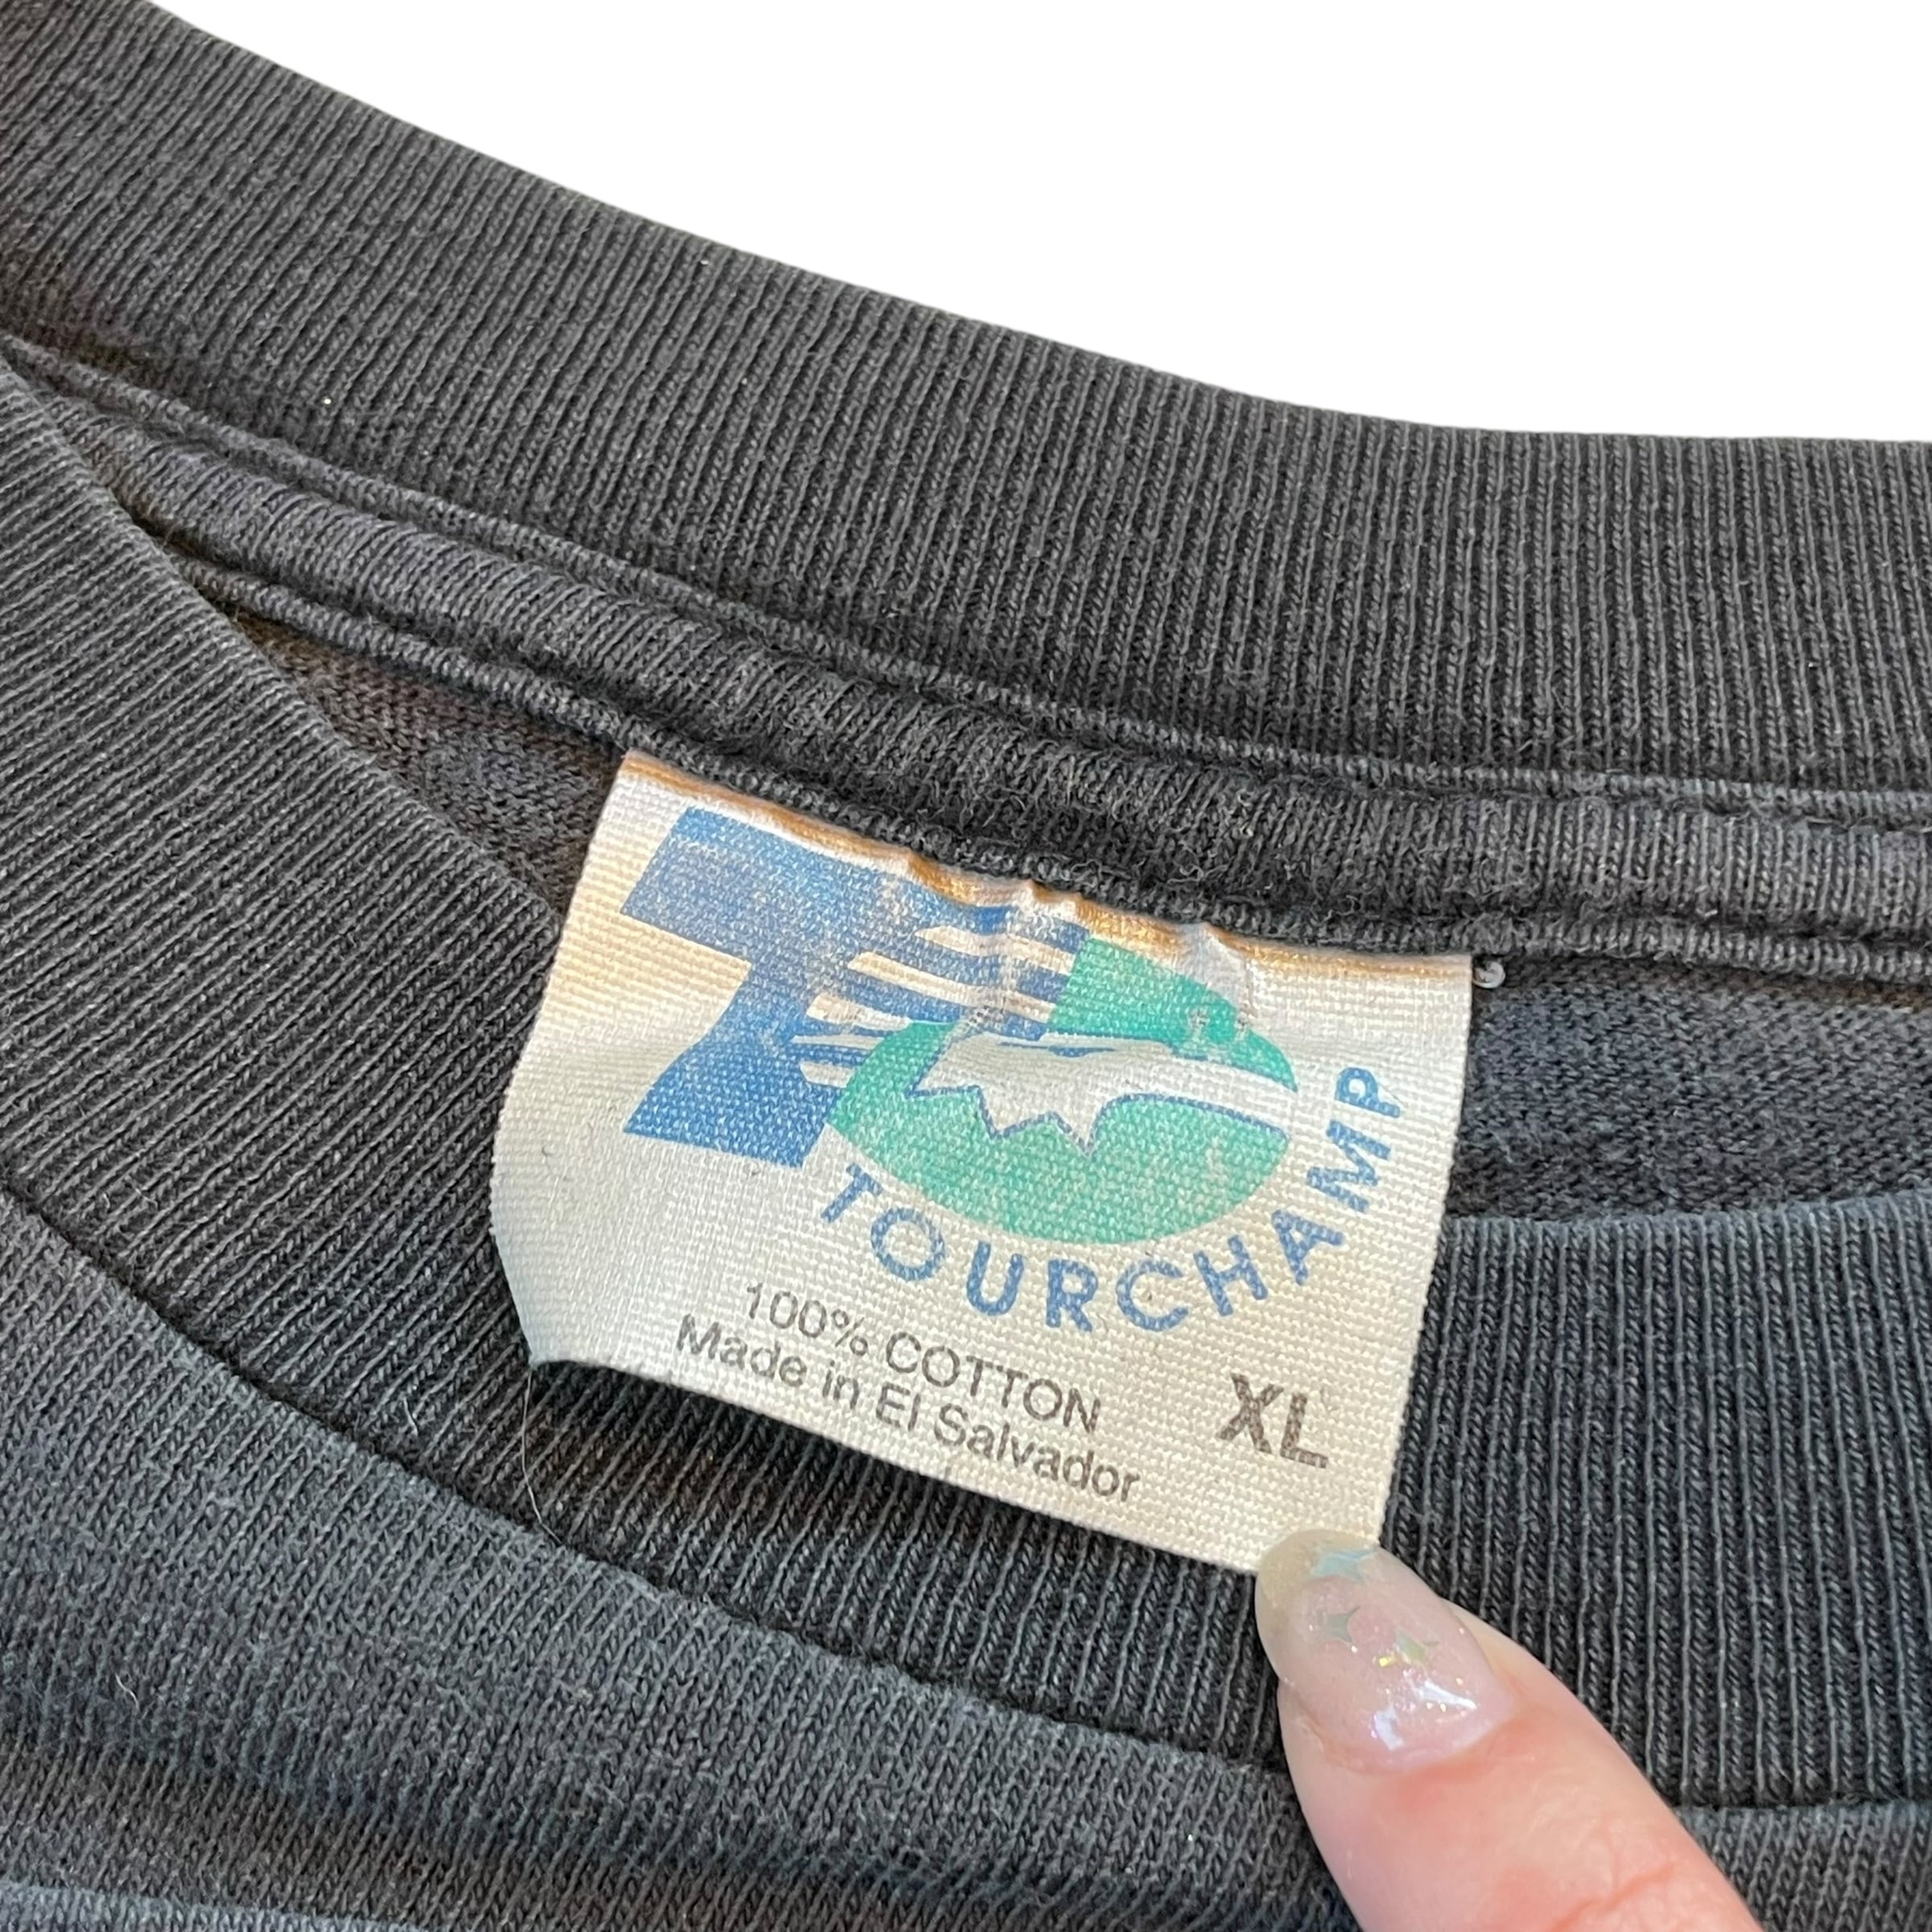 TOURCHAMP
100% COTTON
Made in El Salvador
XL